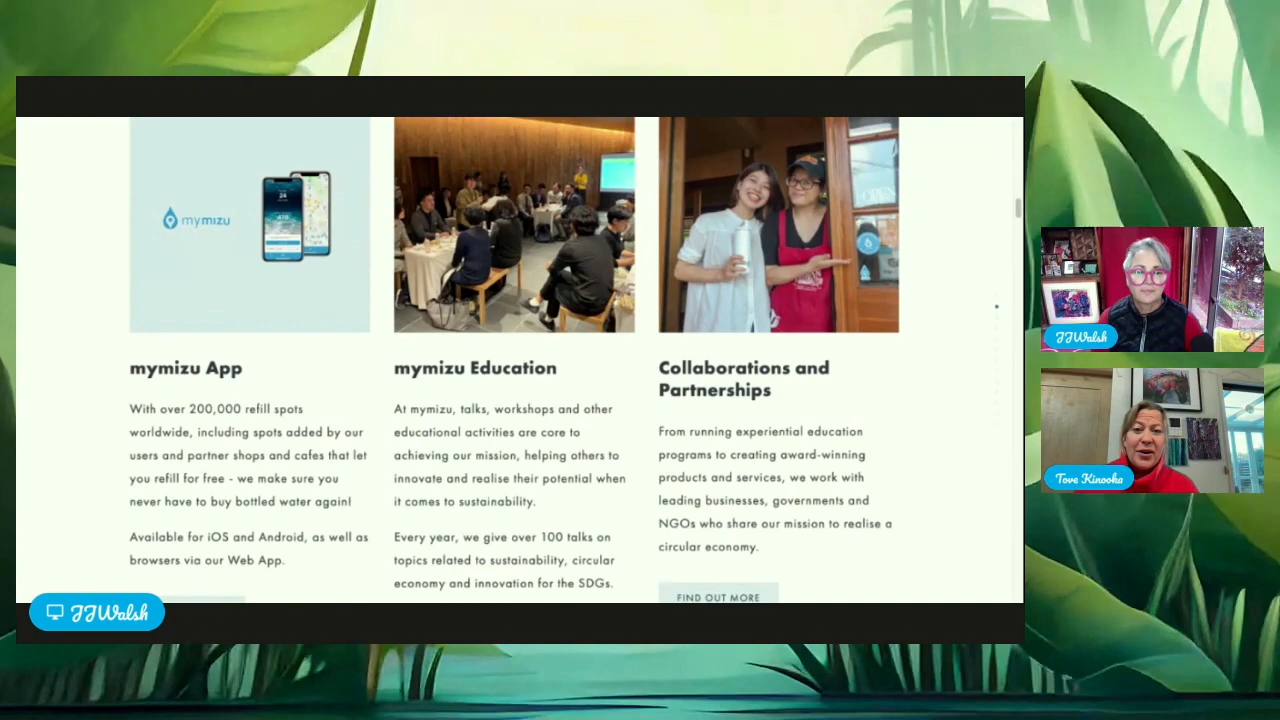 mymizu
OPEN
mymizu App
With over 200,000 refill spots
worldwide, including spots added by our
users and partner shops and cafes that let
you refill for free - we make sure you
never have to buy bottled water again!
Available for iOS and Android, as well as
browsers via our Web App.
mymizu Education
At mymizu, talks, workshops and other
educational activities are core to
achieving our mission, helping others to
innovate and realise their potential when
it comes to sustainability.
Every year, we give over 100 talks on
topics related to sustainability, circular
economy and innovation for the SDGs.
Collaborations and
Partnerships
From running experiential education
programs to creating award-winning
products and services, we work with
leading businesses, governments and
NGOs who share our mission to realise a
circular economy.
FIND OUT MORE
JJWalsh
Tove Kinooka
JJWalsh